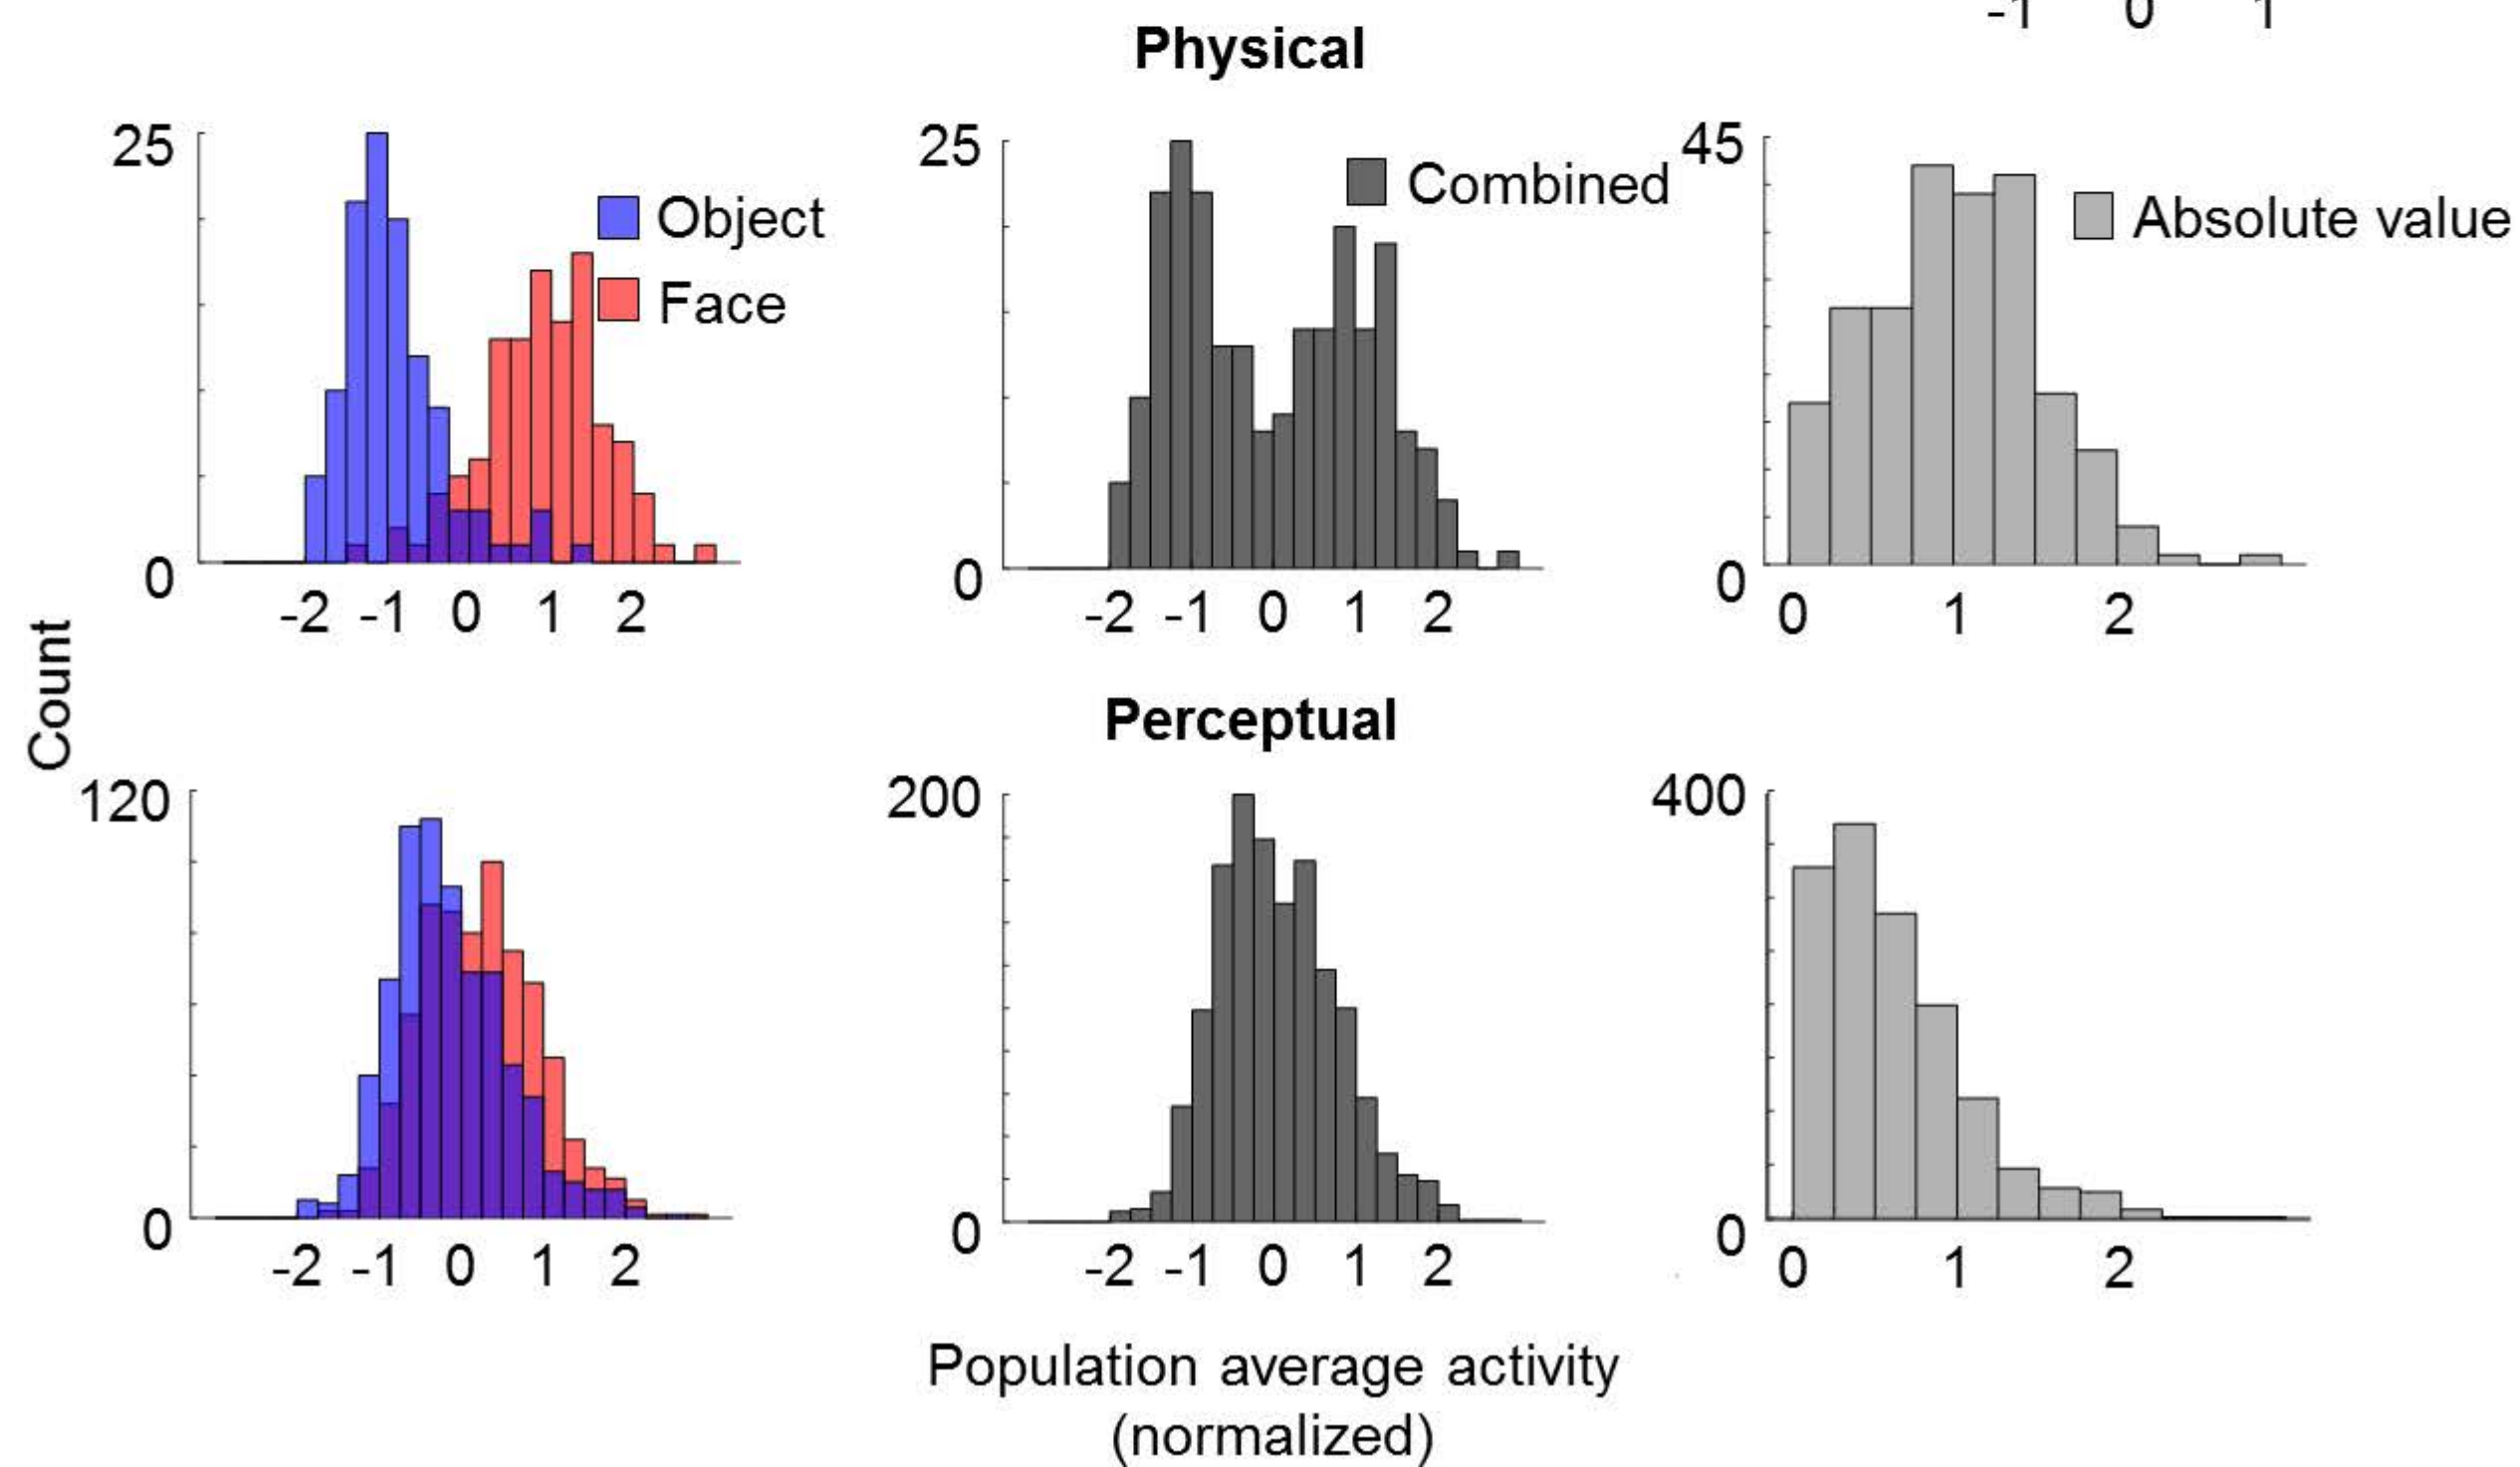 -1 0 1
Physical
25 25 45
Object Combined Absolute value
Face
0 0 0
-2 -1 0 1 2 -2 -1 0 1 2 0 1 2
Count
Perceptual
120 200 400
0 0 0
-2 -1 0 1 2 -2 -1 0 1 2 0 1 2
Population average activity
(normalized)